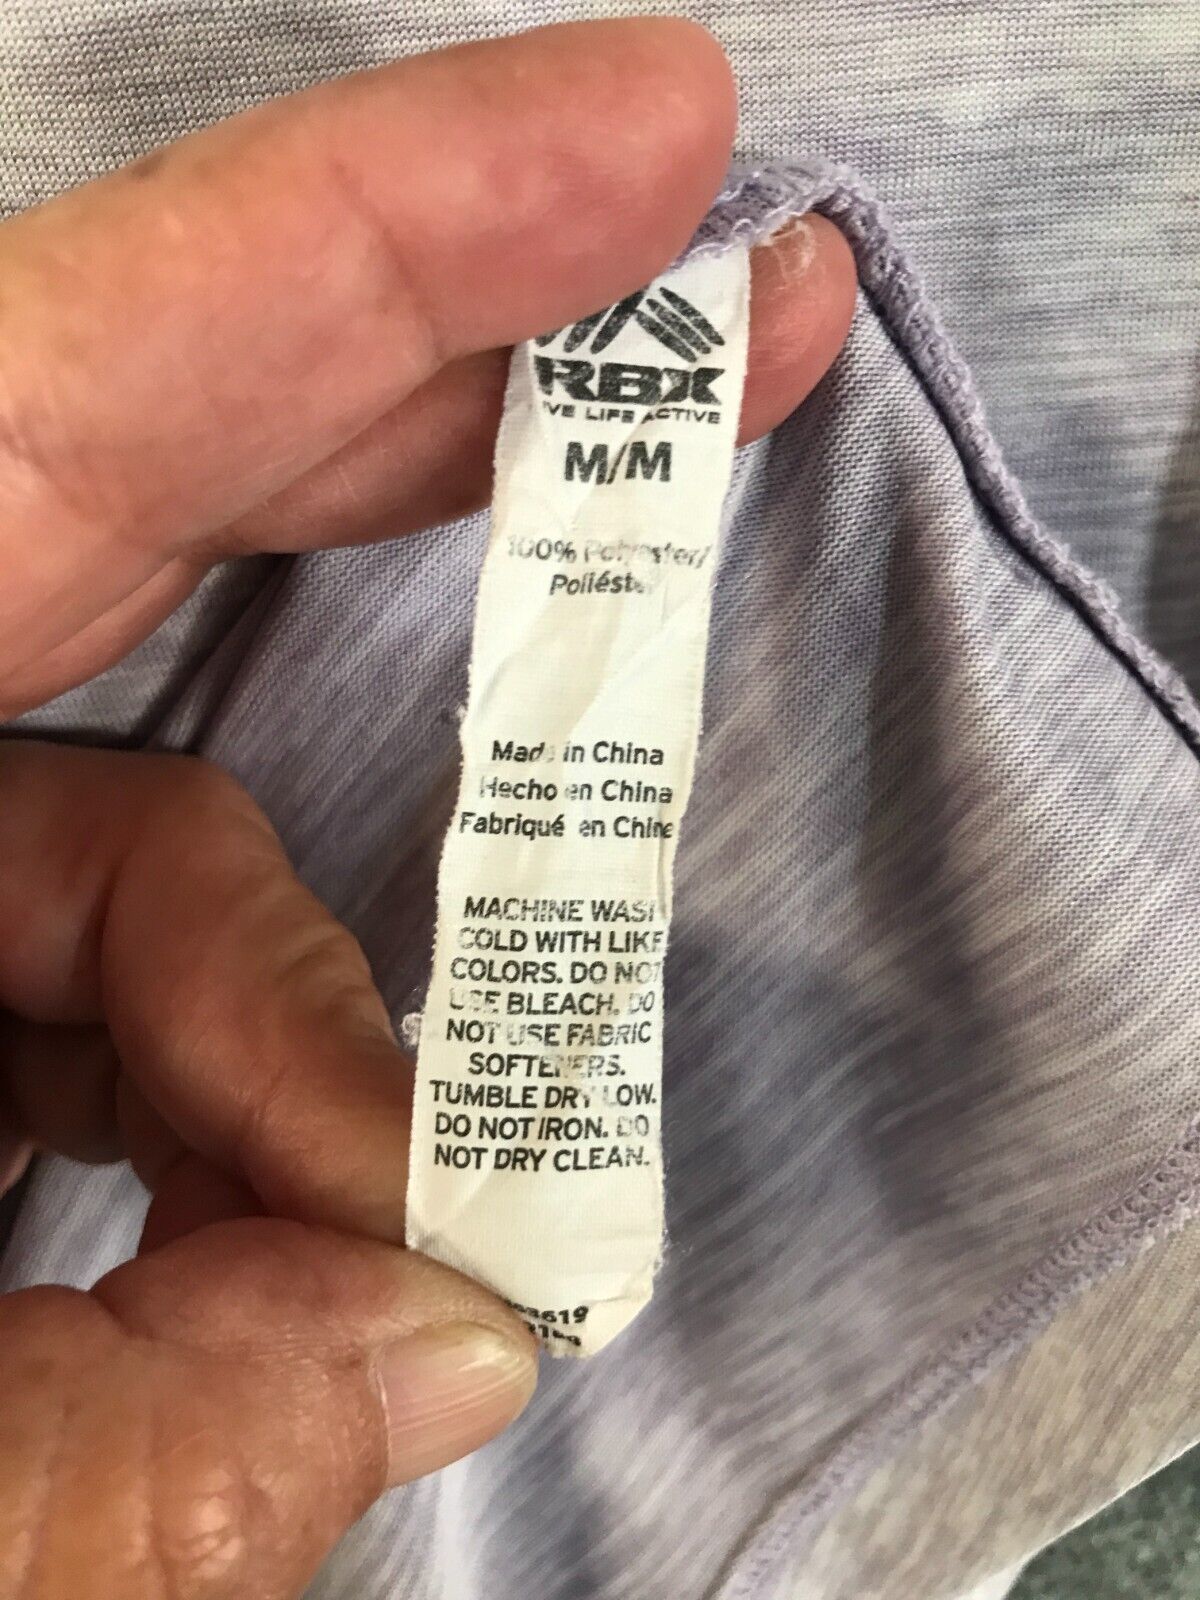 RBX
LIFE ACTIVE
M/M
100% Polyester/
Poliéste
Made in China
Hecho en China
Fabriqué en Chine
MACHINE WASH
COLD WITH LIKE
COLORS. DO NOT
USE BLEACH. DO
NOT USE FABRIC
SOFTENERS.
TUMBLE DRY LOW.
DO NOT IRON. DO
NOT DRY CLEAN.